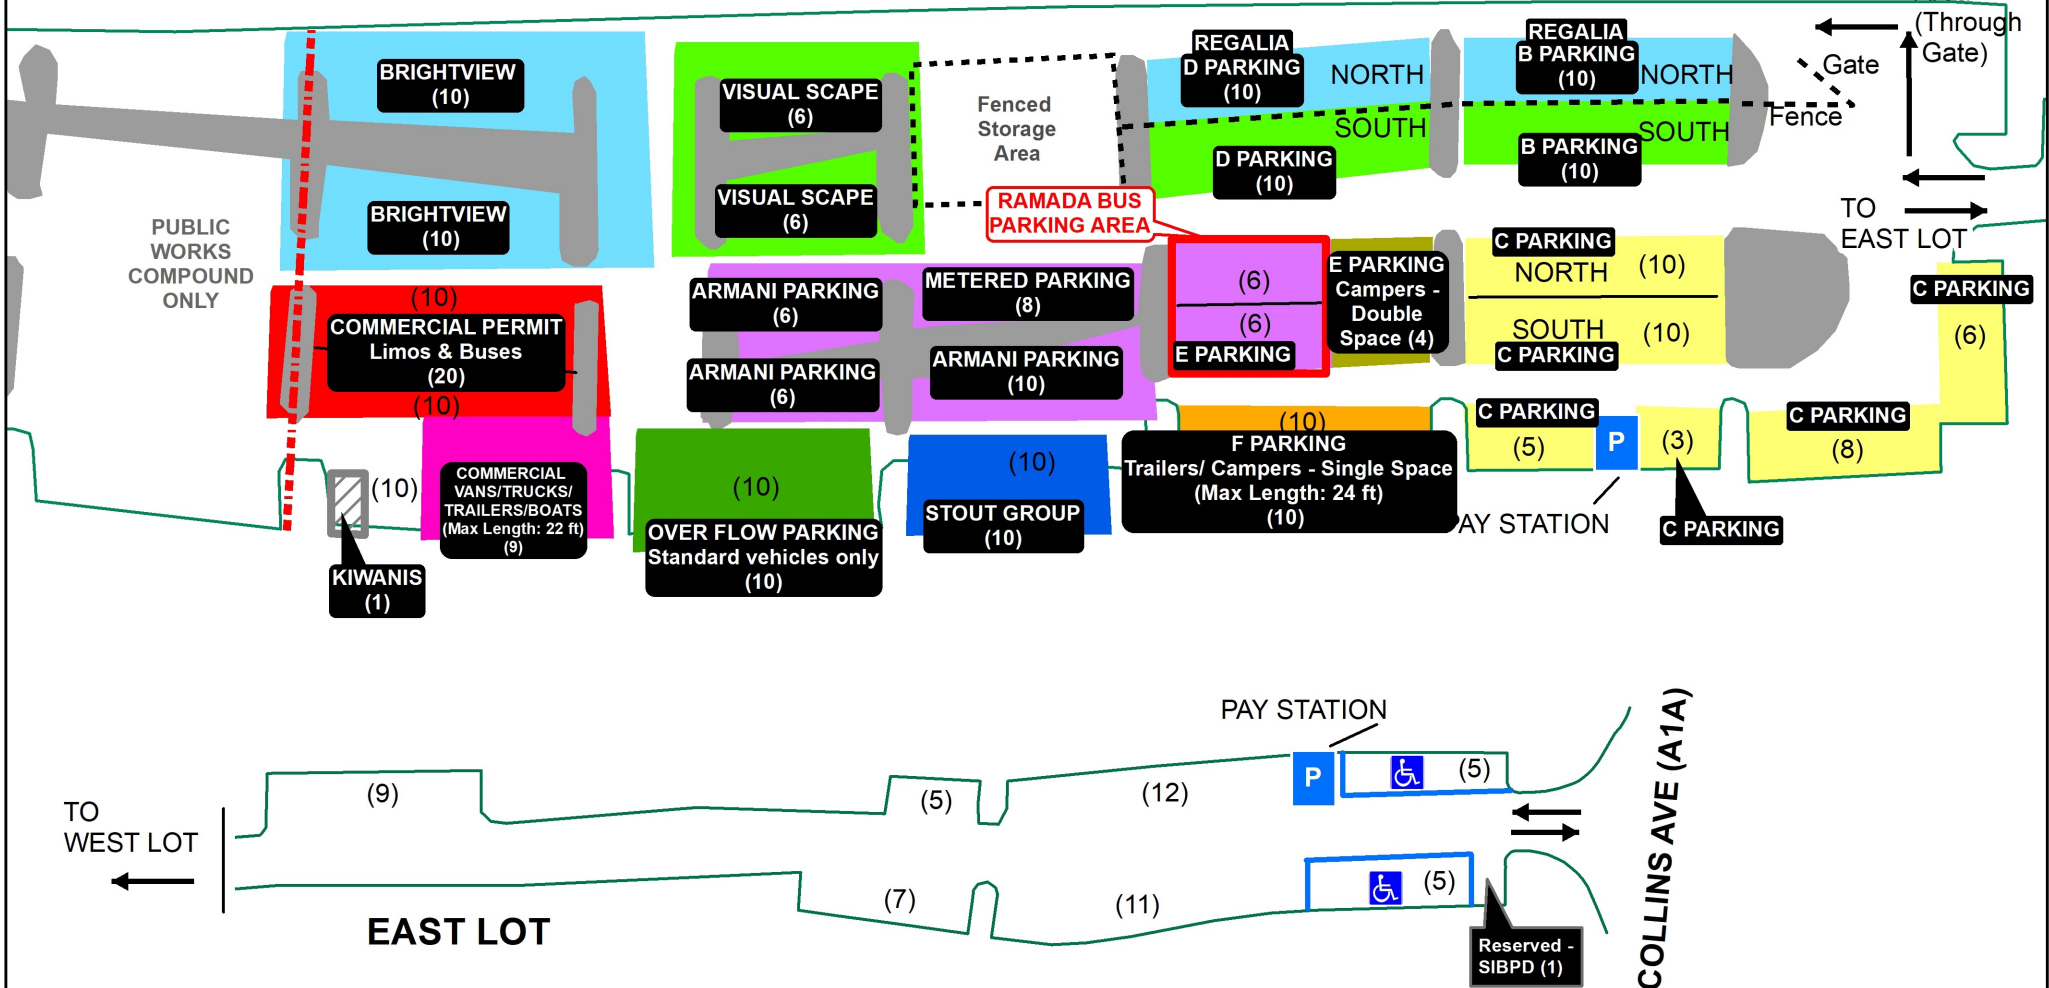 (Through
Gate)
Gate
Fence
BRIGHTVIEW
(10)
BRIGHTVIEW
(10)
VISUAL SCAPE
(6)
VISUAL SCAPE
(6)
Fenced
Storage
Area
REGALIA
D PARKING
(10)
NORTH
SOUTH
D PARKING
(10)
REGALIA
B PARKING
(10)
NORTH
SOUTH
B PARKING
(10)
TO
EAST LOT
PUBLIC
WORKS
COMPOUND
ONLY
RAMADA BUS
PARKING AREA
(10)
COMMERCIAL PERMIT
Limos & Buses
(20)
(10)
ARMANI PARKING
(6)
ARMANI PARKING
(6)
METERED PARKING
(8)
ARMANI PARKING
(10)
(6)
(6)
E PARKING
E PARKING
Campers -
Double
Space (4)
C PARKING
NORTH
(10)
SOUTH
(10)
C PARKING
C PARKING
(6)
(10)
KIWANIS
(1)
COMMERCIAL
VANS/TRUCKS/
TRAILERS/BOATS
(Max Length: 22 ft)
(9)
(10)
OVER FLOW PARKING
Standard vehicles only
(10)
(10)
STOUT GROUP
(10)
(10)
F PARKING
Trailers/ Campers - Single Space
(Max Length: 24 ft)
(10)
C PARKING
(5)
P
(3)
C PARKING
(8)
AY STATION
C PARKING
PAY STATION
P
(5)
(9)
(5)
(12)
TO
WEST LOT
(7)
(11)
(5)
EAST LOT
Reserved -
SIBPD (1)
COLLINS AVE (A1A)